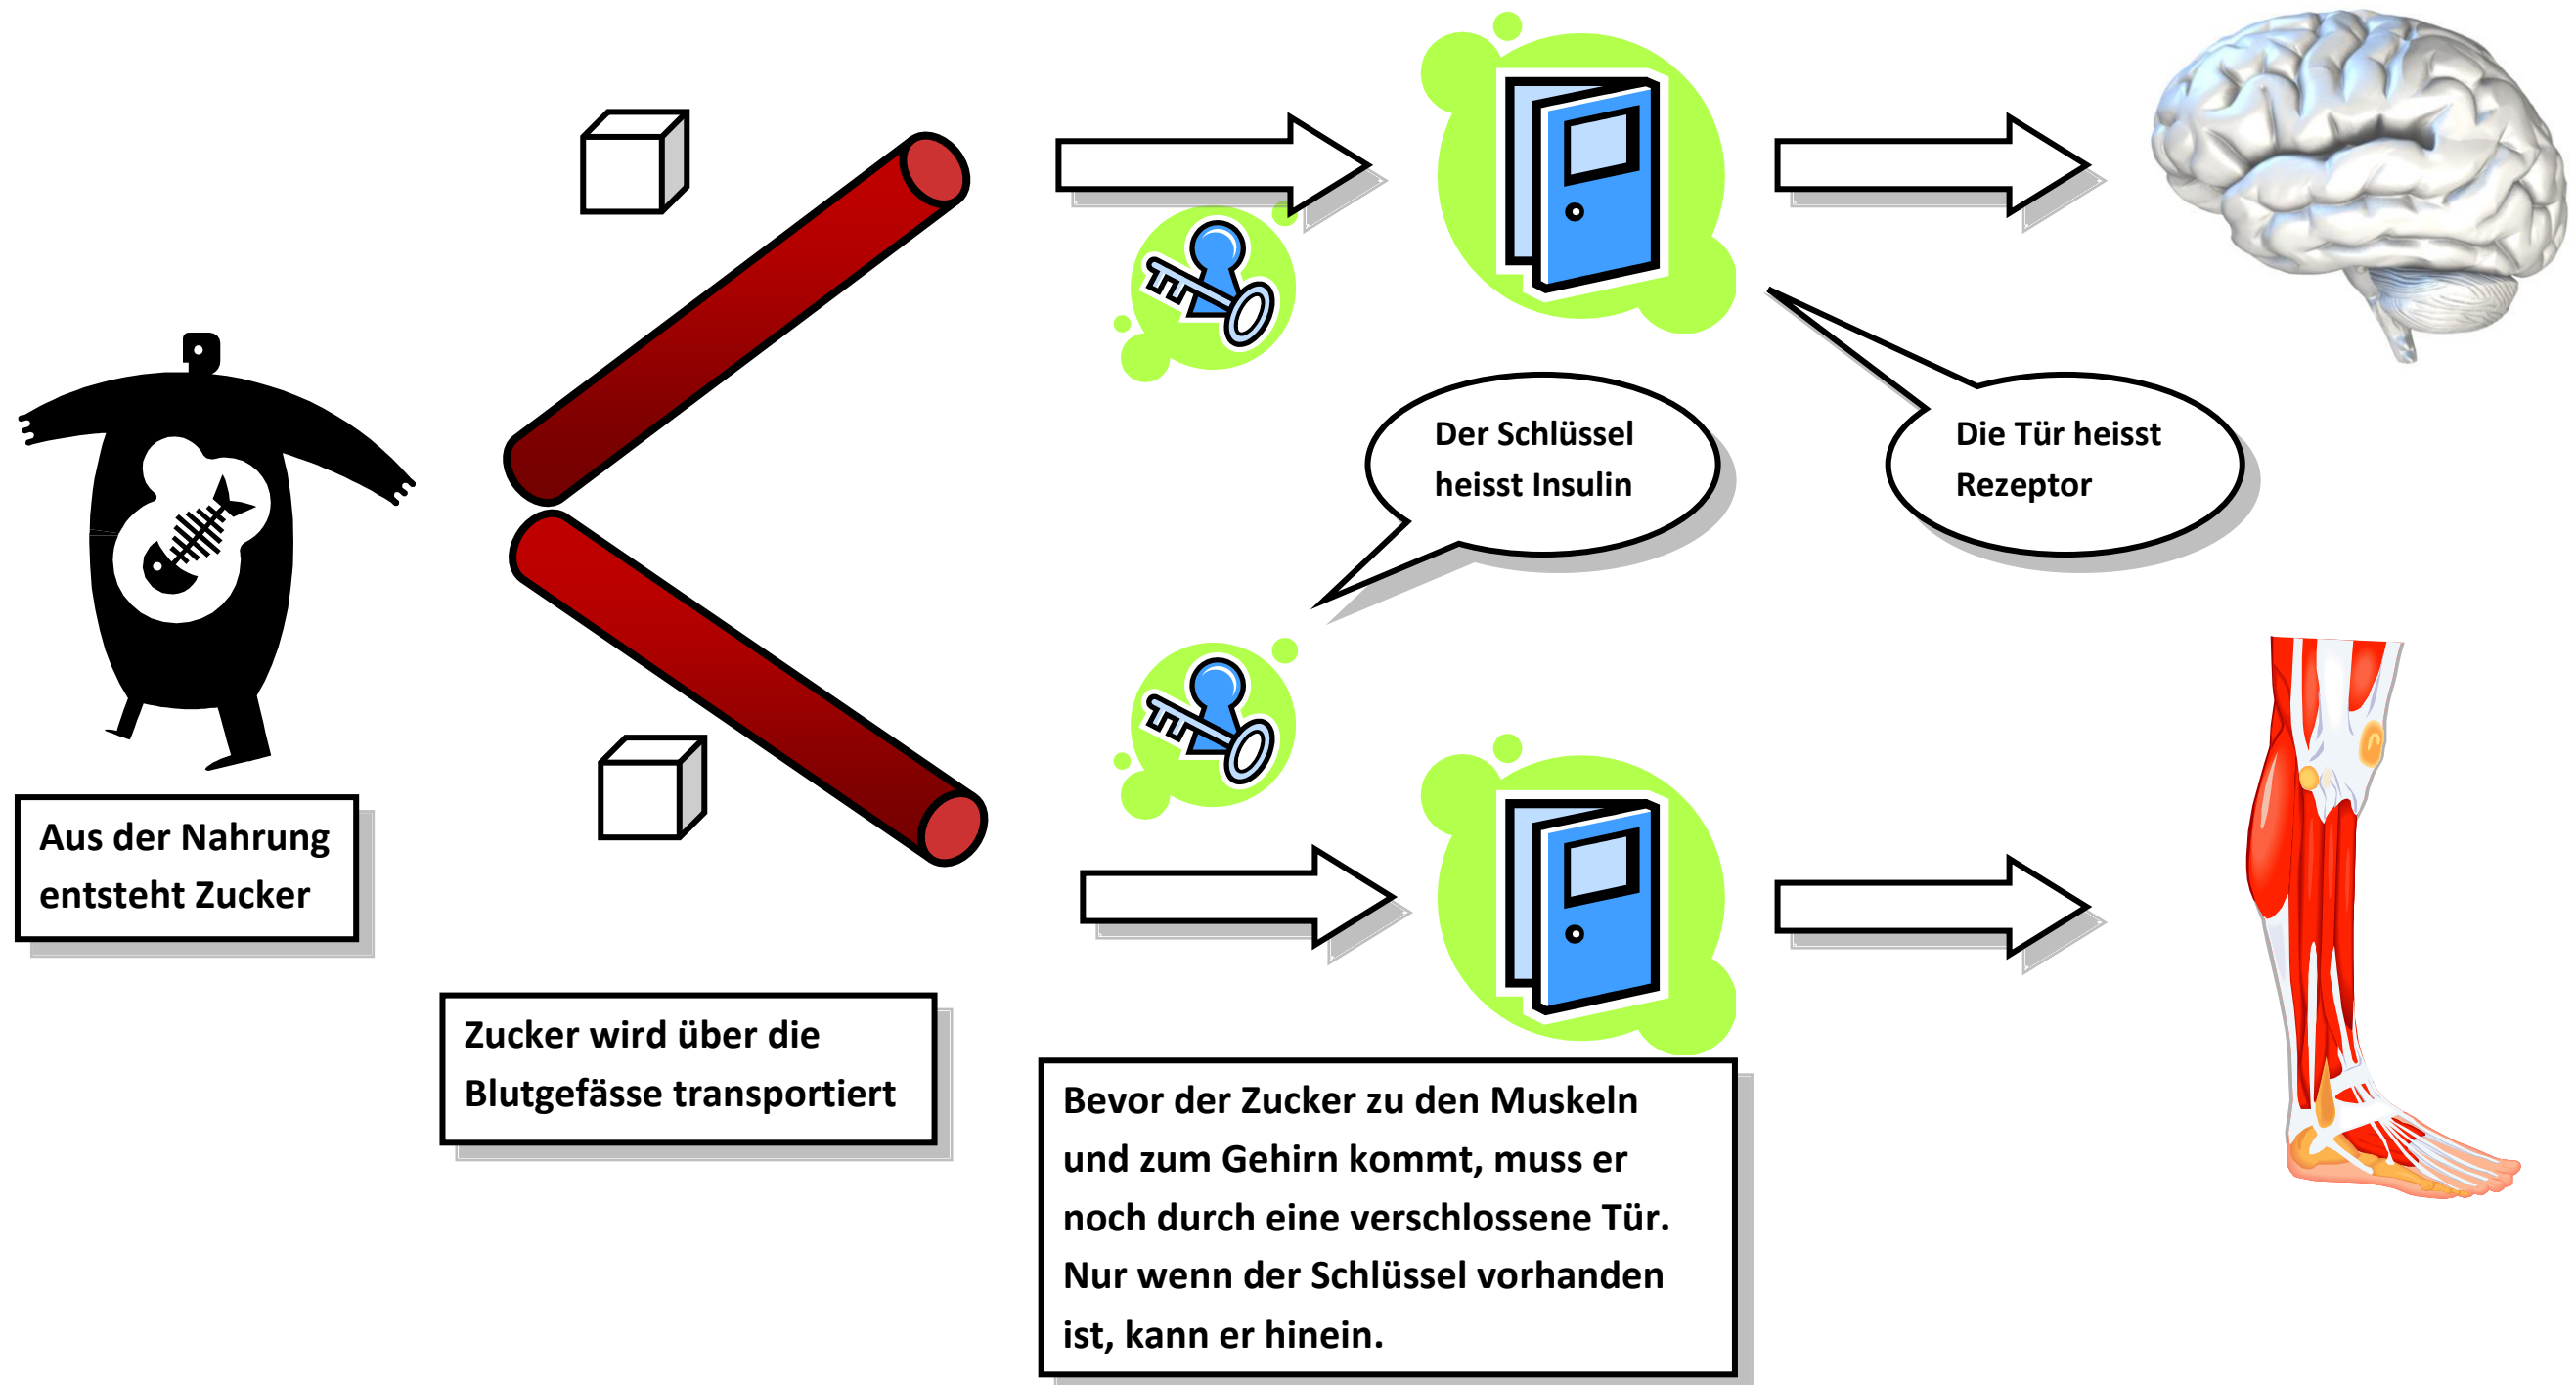 Der Schlüssel
heisst Insulin
Die Tür heisst
Rezeptor
Aus der Nahrung
entsteht Zucker
Zucker wird über die
Blutgefässe transportiert
Bevor der Zucker zu den Muskeln
und zum Gehirn kommt, muss er
noch durch eine verschlossene Tür.
Nur wenn der Schlüssel vorhanden
ist, kann er hinein.